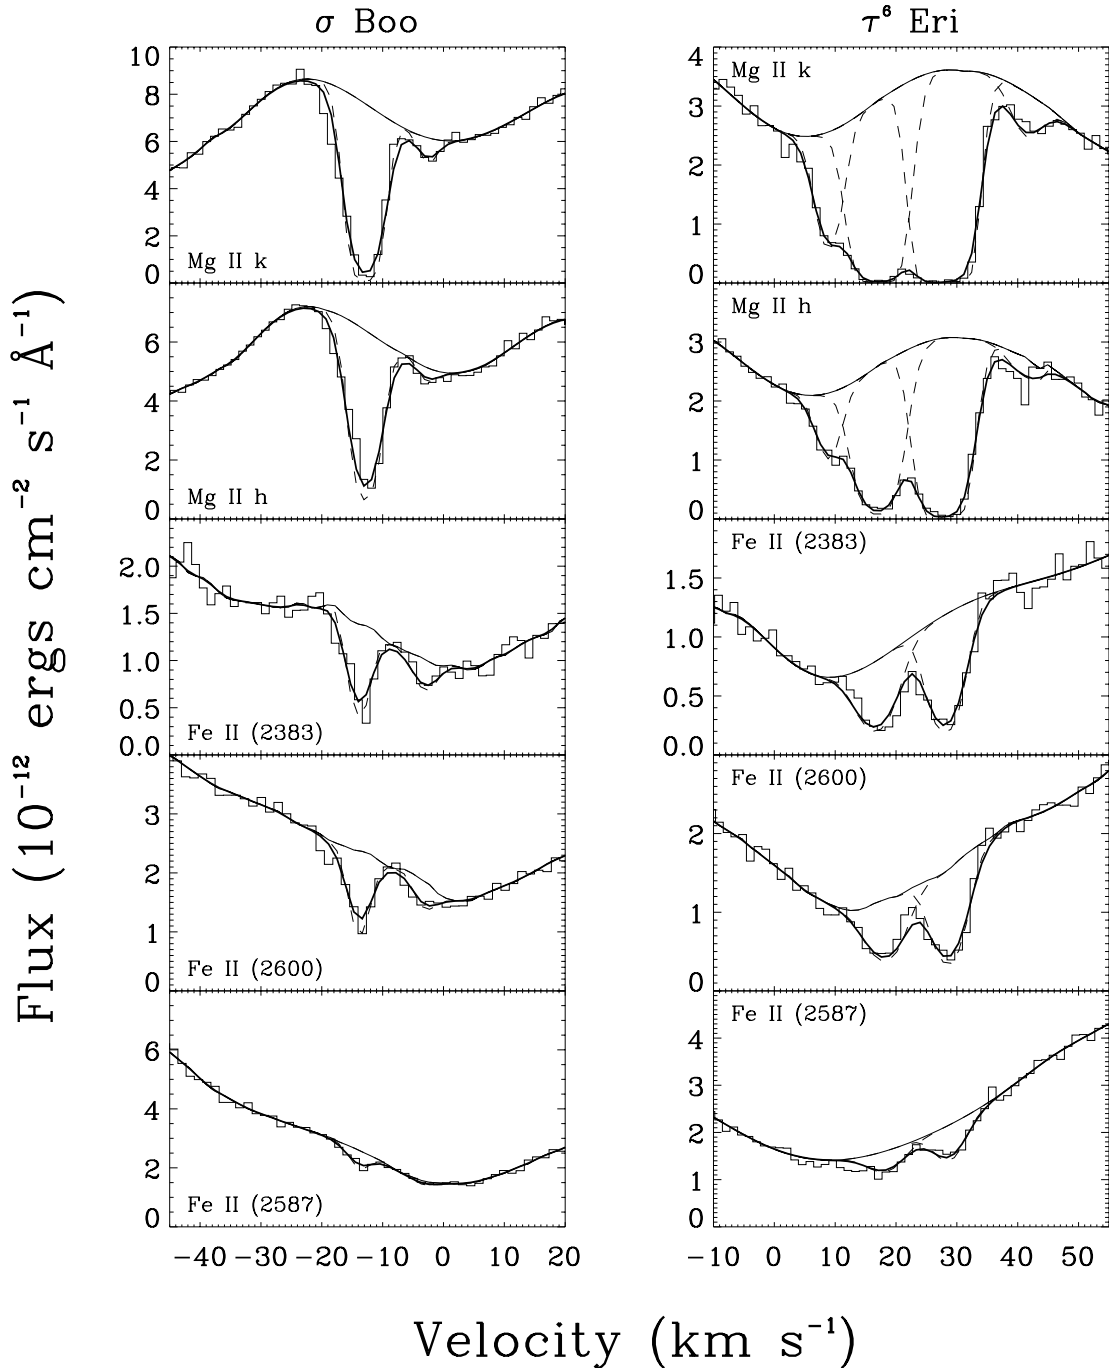 σ Boo
τ⁶ Eri
10
8
6
4
2
0
Mg II k
4
3
2
1
0
Mg II k
6
4
2
0
Mg II h
3
2
1
0
Mg II h
2.0
1.5
1.0
0.5
0.0
Fe II (2383)
1.5
1.0
0.5
0.0
Fe II (2383)
3
2
1
0
Fe II (2600)
2
1
0
Fe II (2600)
6
4
2
0
Fe II (2587)
4
3
2
1
0
Fe II (2587)
−40 −30 −20 −10 0 10 20
−10 0 10 20 30 40 50
Flux (10⁻¹² ergs cm⁻² s⁻¹ Å⁻¹)
Velocity (km s⁻¹)